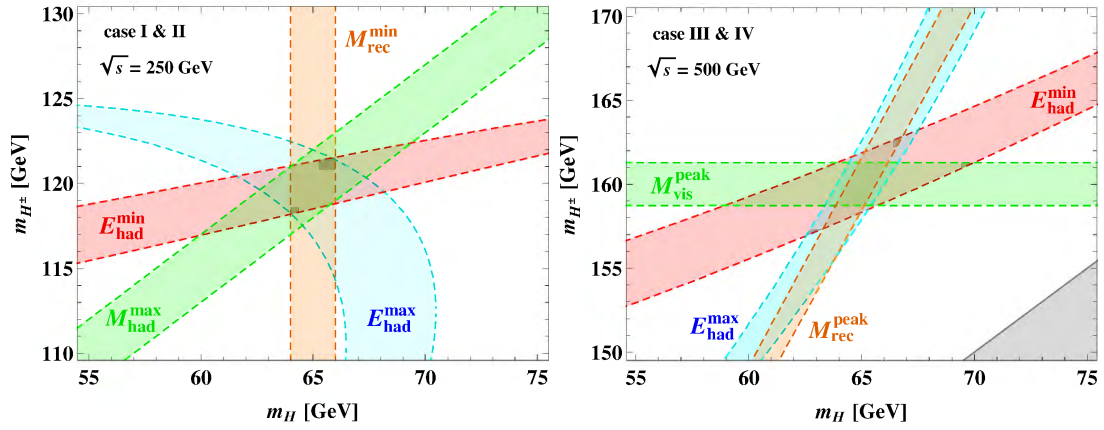 case I & II
√s = 250 GeV
M_rec^min
E_had^min
M_had^max
E_had^max
130
125
120
115
110
55 60 65 70 75
m_H [GeV]
m_H± [GeV]
case III & IV
√s = 500 GeV
E_had^min
M_vis^peak
E_had^max
M_rec^peak
170
165
160
155
150
55 60 65 70 75
m_H [GeV]
m_H± [GeV]